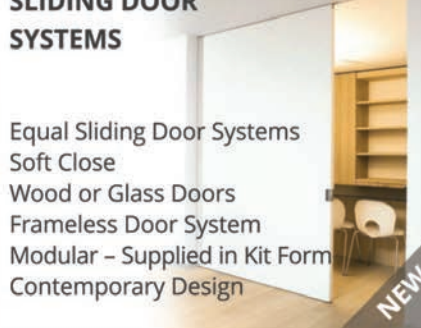 SLIDING DOOR
SYSTEMS
Equal Sliding Door Systems
Soft Close
Wood or Glass Doors
Frameless Door System
Modular – Supplied in Kit Form
Contemporary Design
NEW